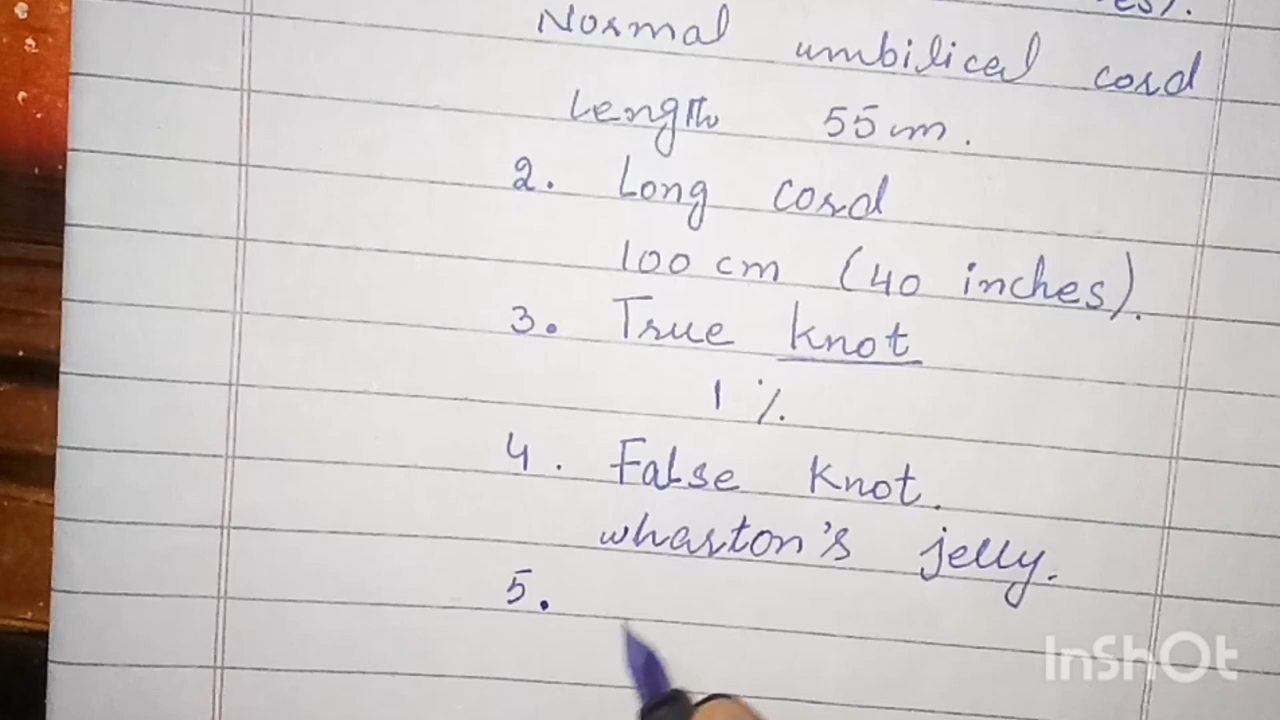 es).
Normal umbilical cord
Length 55 cm.
2. Long cord
100 cm (40 inches).
3. True knot
1 %.
4. False Knot.
wharton's jelly.
5.
InShOt